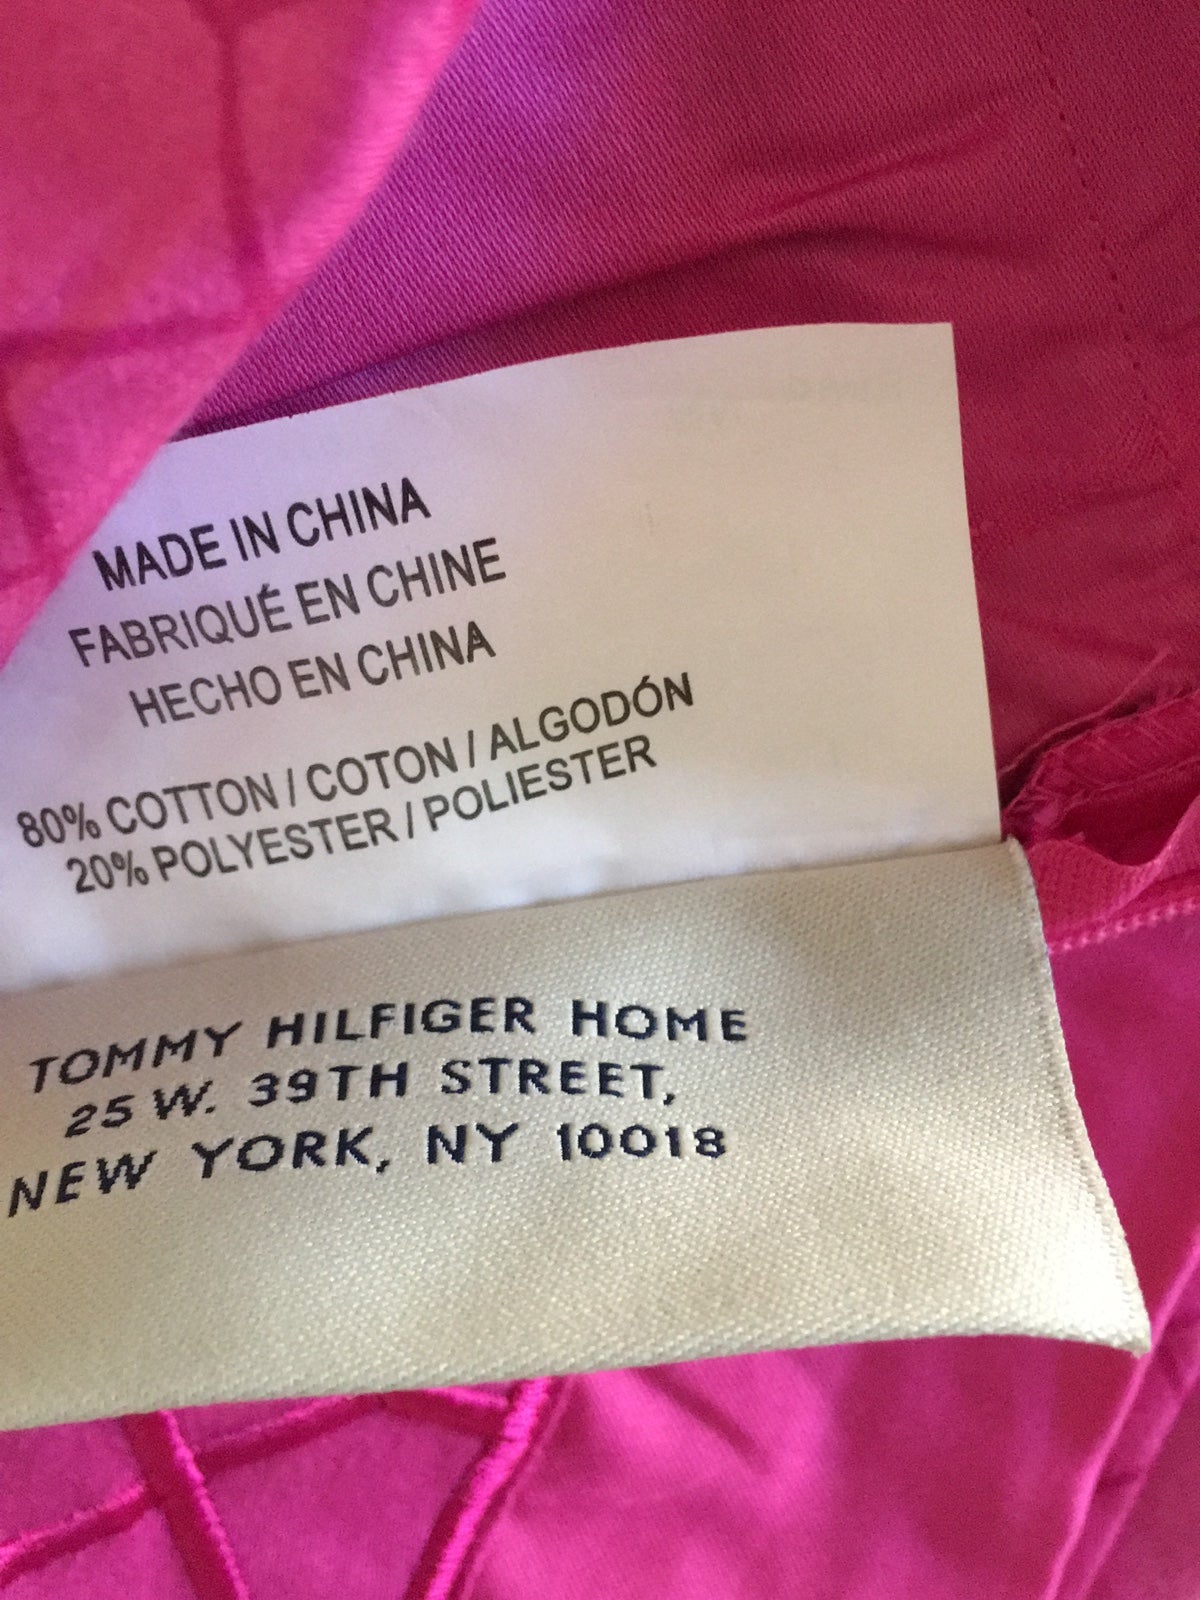 MADE IN CHINA
FABRIQUÉ EN CHINE
HECHO EN CHINA
80% COTTON / COTON / ALGODÓN
20% POLYESTER / POLIESTER
TOMMY HILFIGER HOME
25 W. 39TH STREET,
NEW YORK, NY 10018